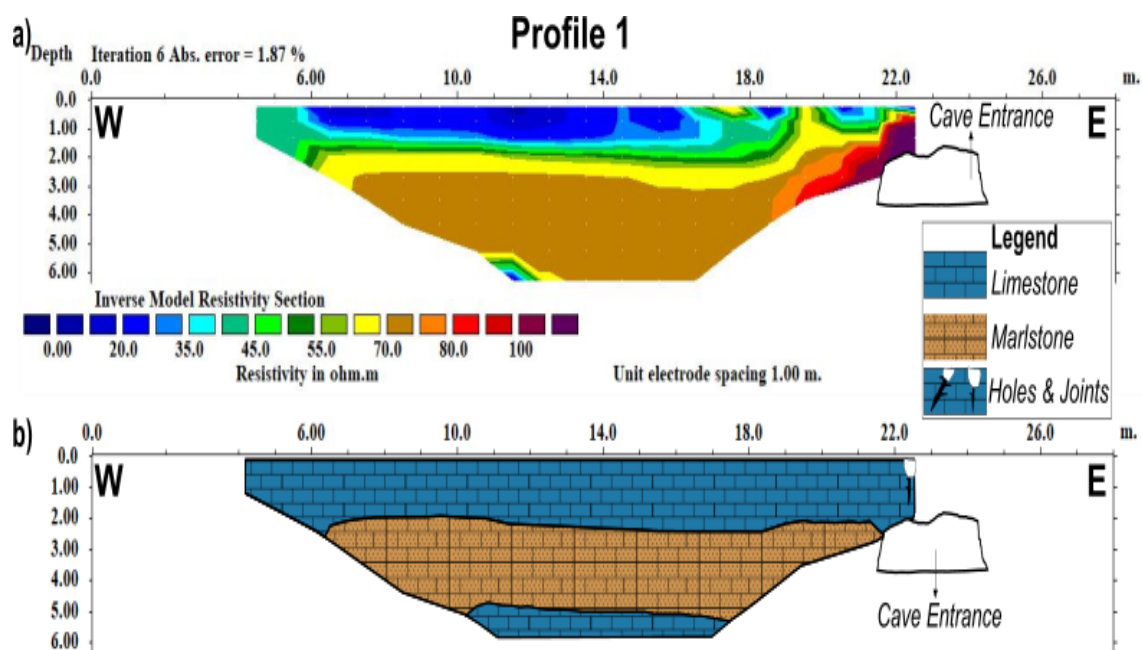 Profile 1
a)
Depth Iteration 6 Abs. error = 1.87 %
0.0 6.00 10.0 14.0 18.0 22.0 26.0 m.
0.0
1.00
2.00
3.00
4.00
5.00
6.00
W
E
Cave Entrance
Legend
Limestone
Marlstone
Holes & Joints
Inverse Model Resistivity Section
0.00 20.0 35.0 45.0 55.0 70.0 80.0 100
Resistivity in ohm.m
Unit electrode spacing 1.00 m.
b)
0.0 6.00 10.0 14.0 18.0 22.0 26.0 m.
0.0
1.00
2.00
3.00
4.00
5.00
6.00
W
E
Cave Entrance